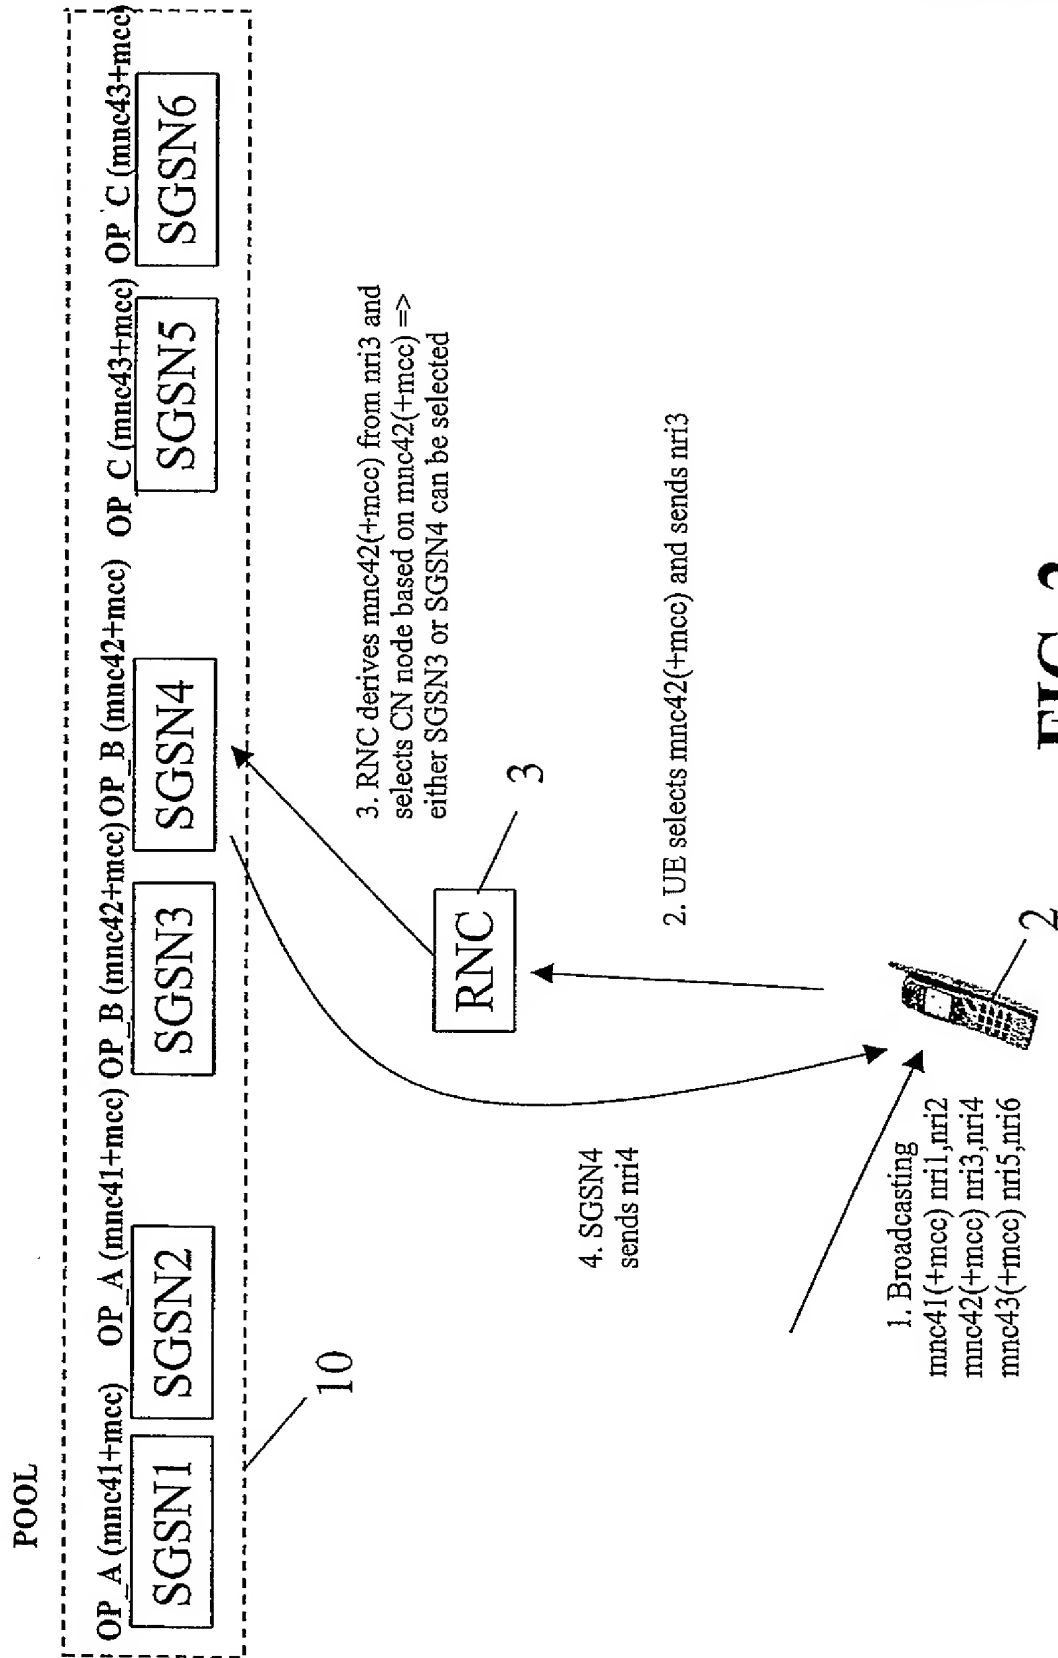 POOL
OP_A (mnc41+mcc) OP_A (mnc41+mcc) OP_B (mnc42+mcc) OP_B (mnc42+mcc) OP_C (mnc43+mcc) OP_C (mnc43+mcc)
SGSN1 SGSN2 SGSN3 SGSN4 SGSN5 SGSN6
10
3. RNC derives mnc42(+mcc) from nri3 and
selects CN node based on mnc42(+mcc) =>
either SGSN3 or SGSN4 can be selected
RNC
3
4. SGSN4
sends nri4
2. UE selects mnc42(+mcc) and sends nri3
1. Broadcasting
mnc41(+mcc) nri1,nri2
mnc42(+mcc) nri3,nri4
mnc43(+mcc) nri5,nri6
2
FIG.